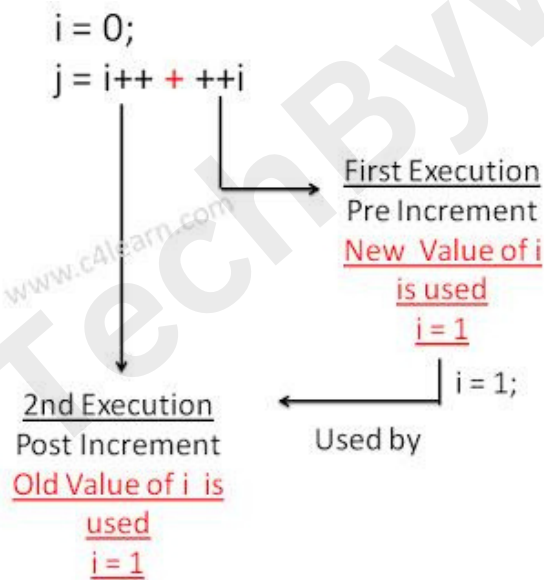 i = 0;
j = i++ + ++i
First Execution
Pre Increment
New Value of i
is used
i = 1
i = 1;
Used by
2nd Execution
Post Increment
Old Value of i is
used
i = 1
www.c4learn.com
TechByW